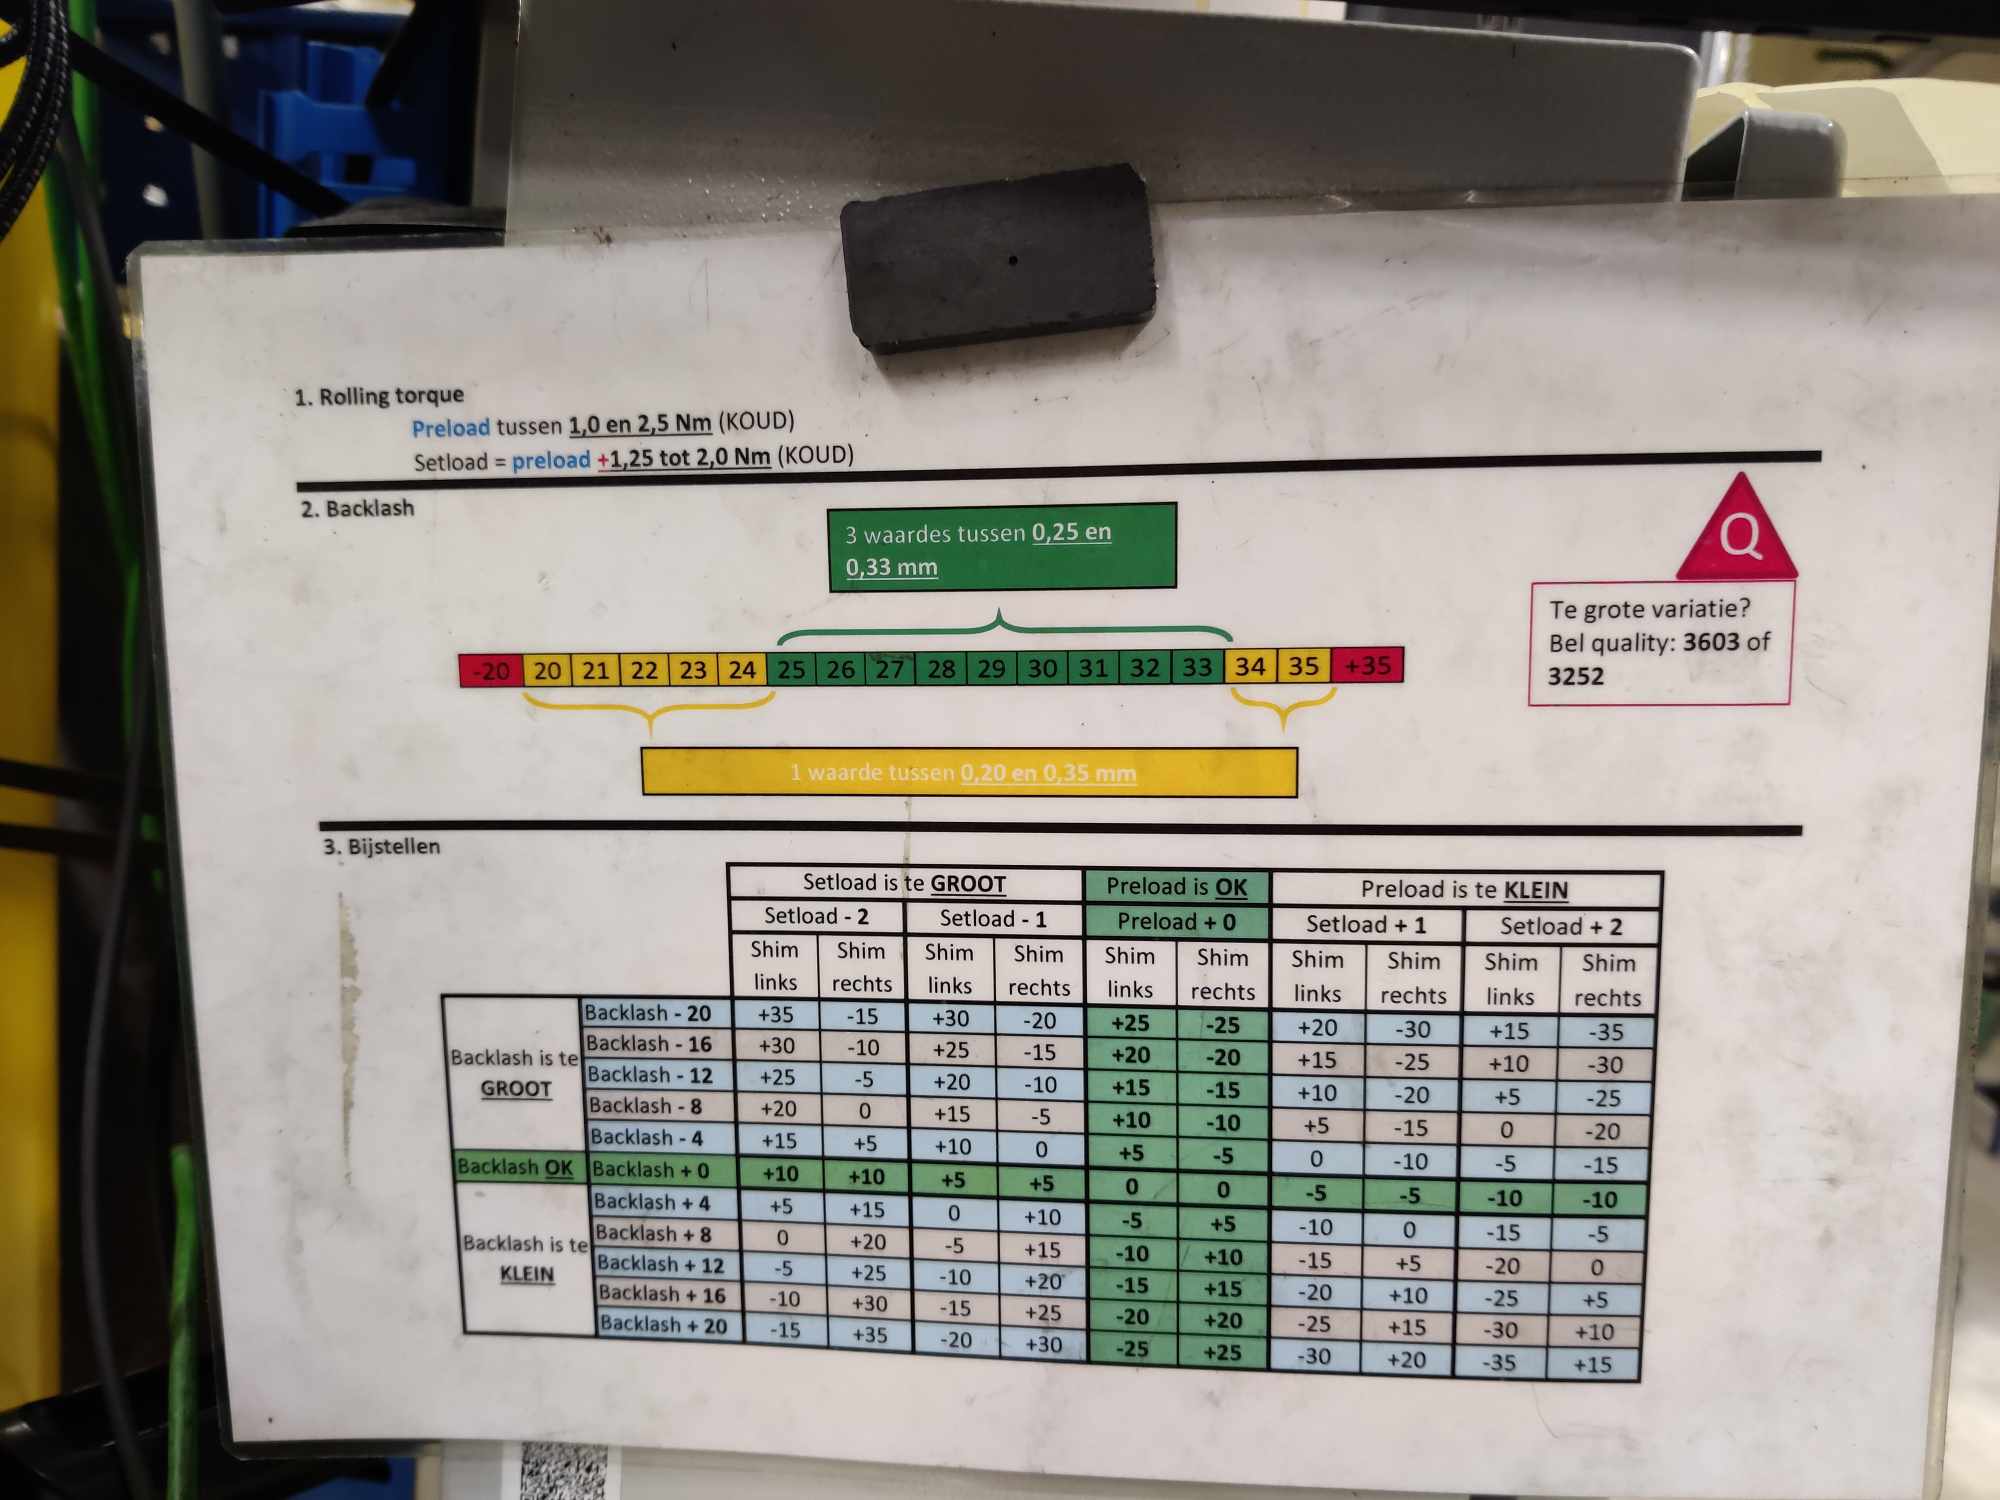 1. Rolling torque
Preload tussen 1,0 en 2,5 Nm (KOUD)
Setload = preload +1,25 tot 2,0 Nm (KOUD)
2. Backlash
3 waardes tussen 0,25 en
0,33 mm
Q
Te grote variatie?
Bel quality: 3603 of
3252
-20 20 21 22 23 24 25 26 27 28 29 30 31 32 33 34 35 +35
1 waarde tussen 0,20 en 0,35 mm
3. Bijstellen
Setload is te GROOT Preload is OK Preload is te KLEIN
Setload - 2 Setload - 1 Preload + 0 Setload + 1 Setload + 2
Shim Shim Shim Shim Shim Shim Shim Shim Shim Shim
links rechts links rechts links rechts links rechts links rechts
Backlash - 20 +35 -15 +30 -20 +25 -25 +20 -30 +15 -35
Backlash is te
GROOT
Backlash - 16 +30 -10 +25 -15 +20 -20 +15 -25 +10 -30
Backlash - 12 +25 -5 +20 -10 +15 -15 +10 -20 +5 -25
Backlash - 8 +20 0 +15 -5 +10 -10 +5 -15 0 -20
Backlash - 4 +15 +5 +10 0 +5 -5 0 -10 -5 -15
Backlash OK Backlash + 0 +10 +10 +5 +5 0 0 -5 -5 -10 -10
Backlash + 4 +5 +15 0 +10 -5 +5 -10 0 -15 -5
Backlash is te
KLEIN
Backlash + 8 0 +20 -5 +15 -10 +10 -15 +5 -20 0
Backlash + 12 -5 +25 -10 +20 -15 +15 -20 +10 -25 +5
Backlash + 16 -10 +30 -15 +25 -20 +20 -25 +15 -30 +10
Backlash + 20 -15 +35 -20 +30 -25 +25 -30 +20 -35 +15